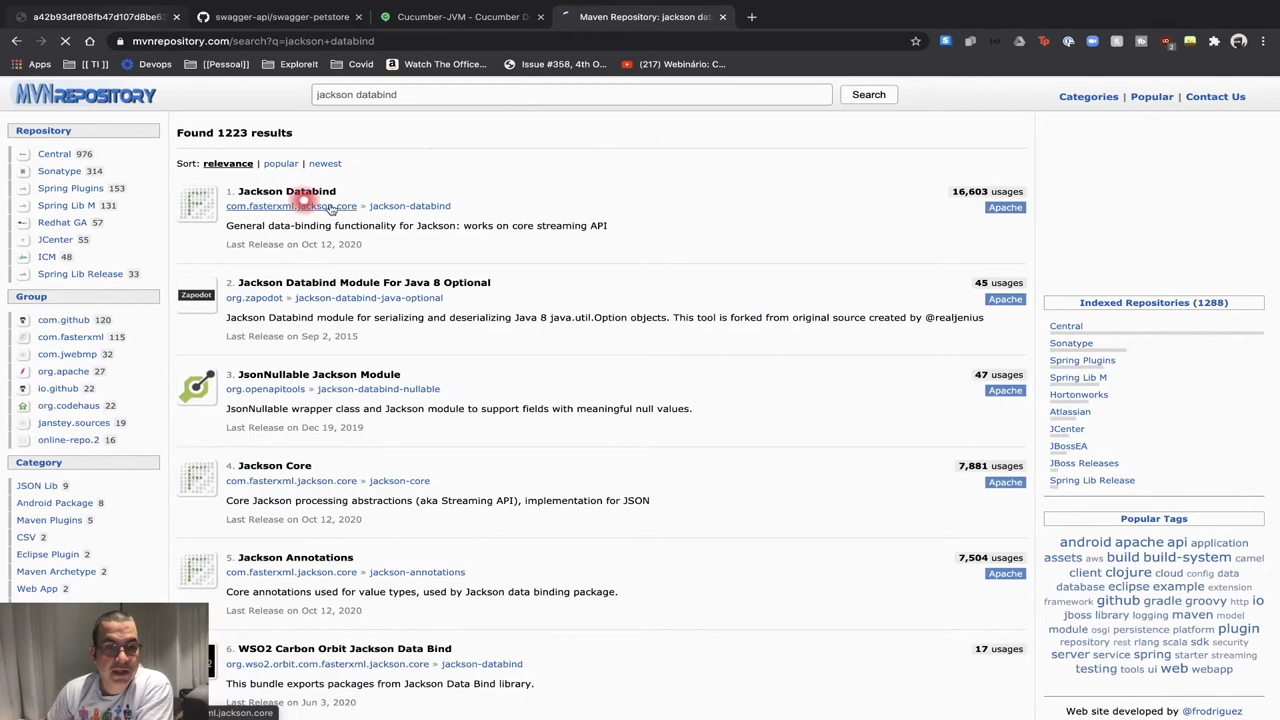 a42b93df808fb47d107d8be63
swagger-api/swagger-petstore
Cucumber-JVM - Cucumber D
Maven Repository: jackson dat
mvnrepository.com/search?q=jackson+databind
Apps
[[ TI ]]
Devops
[[Pessoal]]
ExploreIt
Covid
Watch The Office...
Issue #358, 4th O...
(217) Webinário: C...
MVNREPOSITORY
jackson databind
Search
Categories | Popular | Contact Us
Repository
Central 976
Sonatype 314
Spring Plugins 153
Spring Lib M 131
Redhat GA 57
JCenter 55
ICM 48
Spring Lib Release 33
Group
com.github 120
com.fasterxml 115
com.jwebmp 32
org.apache 27
io.github 22
org.codehaus 22
janstey.sources 19
online-repo.2 16
Category
JSON Lib 9
Android Package 8
Maven Plugins 5
CSV 2
Eclipse Plugin 2
Maven Archetype 2
Web App 2
Found 1223 results
Sort: relevance | popular | newest
1. Jackson Databind
16,603 usages
com.fasterxml.jackson.core » jackson-databind
Apache
General data-binding functionality for Jackson: works on core streaming API
Last Release on Oct 12, 2020
2. Jackson Databind Module For Java 8 Optional
45 usages
Zapodot
org.zapodot » jackson-databind-java-optional
Apache
Jackson Databind module for serializing and deserializing Java 8 java.util.Option objects. This tool is forked from original source created by @realjenius
Last Release on Sep 2, 2015
3. JsonNullable Jackson Module
47 usages
org.openapitools » jackson-databind-nullable
Apache
JsonNullable wrapper class and Jackson module to support fields with meaningful null values.
Last Release on Dec 19, 2019
4. Jackson Core
7,881 usages
com.fasterxml.jackson.core » jackson-core
Apache
Core Jackson processing abstractions (aka Streaming API), implementation for JSON
Last Release on Oct 12, 2020
5. Jackson Annotations
7,504 usages
com.fasterxml.jackson.core » jackson-annotations
Apache
Core annotations used for value types, used by Jackson data binding package.
Last Release on Oct 12, 2020
6. WSO2 Carbon Orbit Jackson Data Bind
17 usages
org.wso2.orbit.com.fasterxml.jackson.core » jackson-databind
Apache
This bundle exports packages from Jackson Data Bind library.
Last Release on Jun 3, 2020
ml.jackson.core
Indexed Repositories (1288)
Central
Sonatype
Spring Plugins
Spring Lib M
Hortonworks
Atlassian
JCenter
JBossEA
JBoss Releases
Spring Lib Release
Popular Tags
android apache api application
assets aws build build-system camel
client clojure cloud config data
database eclipse example extension
framework github gradle groovy http io
jboss library logging maven model
module osgi persistence platform plugin
repository rest rlang scala sdk security
server service spring starter streaming
testing tools ui web webapp
Web site developed by @frodriguez